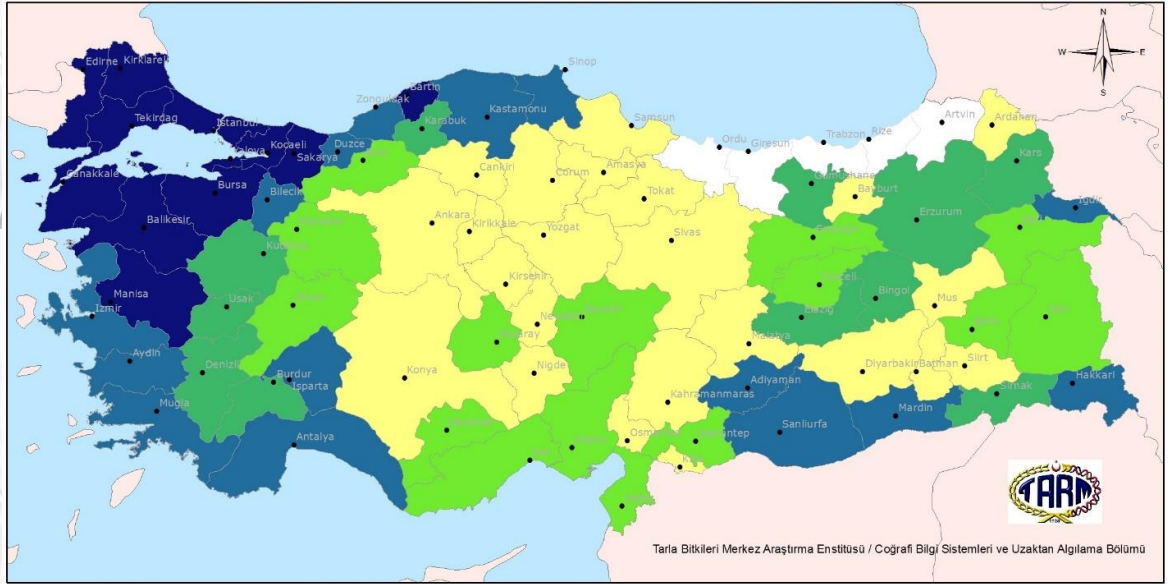 N
W E
S
Edirne
Kirklareli
Tekirdag
Istanbul
Yalova
Kocaeli
Sakarya
Canakkale
Bursa
Bilecik
Balikesir
Manisa
Izmir
Aydin
Mugla
Denizli
Usak
Burdur
Isparta
Antalya
Zonguldak
Bartin
Karabuk
Duzce
Kastamonu
Sinop
Samsun
Cankiri
Corum
Amasya
Tokat
Ankara
Kirikkale
Yozgat
Sivas
Kirsehir
Nigde
Konya
Ordu
Giresun
Trabzon
Rize
Artvin
Ardahan
Kars
Igdir
Gumushane
Bayburt
Erzurum
Bingol
Elazig
Mus
Malatya
Diyarbakir
Batman
Siirt
Sirnak
Hakkari
Mardin
Sanliurfa
Adiyaman
Kahramanmaras
TARM
Tarla Bitkileri Merkez Araştırma Enstitüsü / Coğrafi Bilgi Sistemleri ve Uzaktan Algılama Bölümü